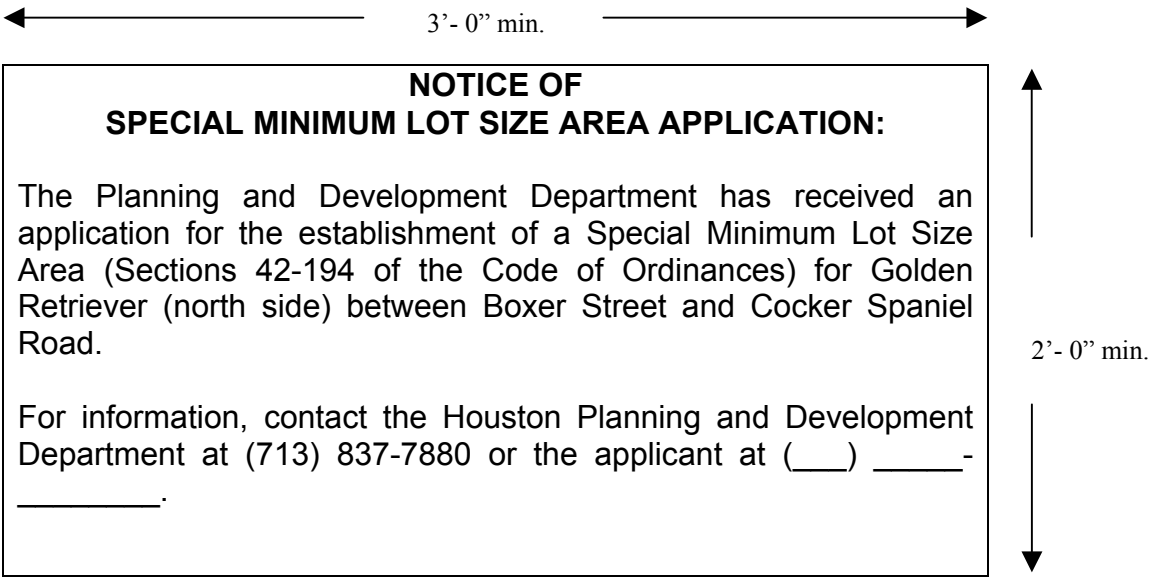 3’- 0” min.
NOTICE OF
SPECIAL MINIMUM LOT SIZE AREA APPLICATION:
The Planning and Development Department has received an
application for the establishment of a Special Minimum Lot Size
Area (Sections 42-194 of the Code of Ordinances) for Golden
Retriever (north side) between Boxer Street and Cocker Spaniel
Road.
2’- 0” min.
For information, contact the Houston Planning and Development
Department at (713) 837-7880 or the applicant at (___) _____-
________.